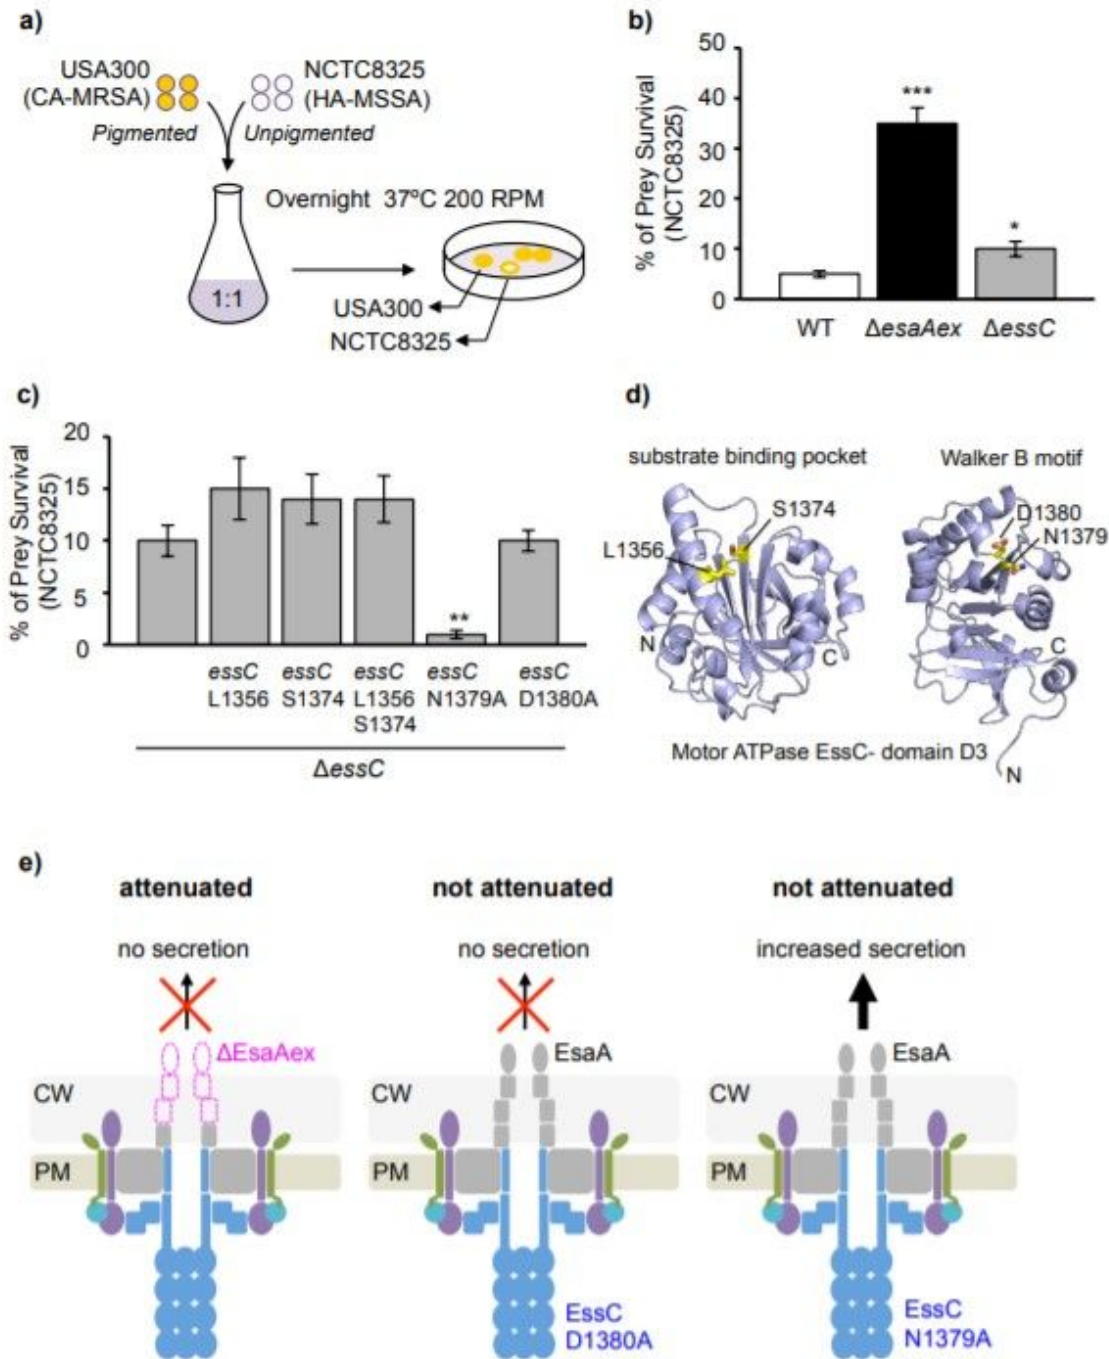 a)
USA300
(CA-MRSA)
NCTC8325
(HA-MSSA)
Pigmented
Unpigmented
Overnight 37ºC 200 RPM
1:1
USA300
NCTC8325
b)
% of Prey Survival
(NCTC8325)
50
40
30
20
10
0
***
*
WT
ΔesaAex
ΔessC
c)
% of Prey Survival
(NCTC8325)
20
15
10
5
0
**
essC
L1356
essC
S1374
essC
L1356
S1374
essC
N1379A
essC
D1380A
ΔessC
d)
substrate binding pocket
Walker B motif
S1374
L1356
D1380
N1379
N
C
C
N
Motor ATPase EssC- domain D3
e)
attenuated
not attenuated
not attenuated
no secretion
no secretion
increased secretion
ΔEsaAex
EsaA
EsaA
CW
CW
CW
PM
PM
PM
EssC
D1380A
EssC
N1379A